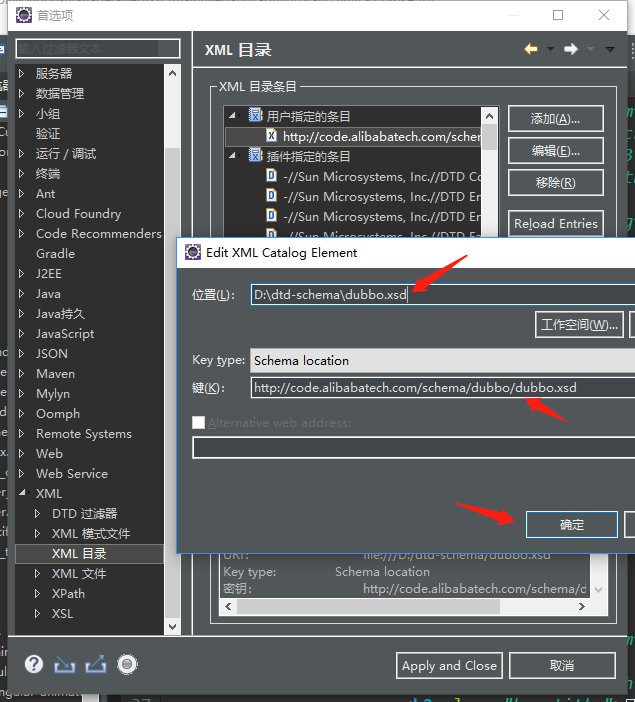 首选项
输入过滤器文本
XML 目录
服务器
数据管理
小组
验证
运行 / 调试
终端
Ant
Cloud Foundry
Code Recommenders
Gradle
J2EE
Java
Java持久
JavaScript
JSON
Maven
Mylyn
Oomph
Remote Systems
Web
Web Service
XML
DTD 过滤器
XML 模式文件
XML 目录
XML 文件
XPath
XSL
XML 目录条目
用户指定的条目
http://code.alibabatech.com/schem
插件指定的条目
-//Sun Microsystems, Inc.//DTD Co
-//Sun Microsystems, Inc.//DTD En
-//Sun Microsystems, Inc.//DTD En
-//Sun Microsystems, Inc.//DTD Fa
添加(A)...
编辑(E)...
移除(R)
Reload Entries
Edit XML Catalog Element
位置(L):
D:\dtd-schema\dubbo.xsd
工作空间(W)...
Key type:
Schema location
键(K):
http://code.alibabatech.com/schema/dubbo/dubbo.xsd
Alternative web address:
确定
URI:
file:///D:/dtd-schema/dubbo.xsd
Key type:
Schema location
密钥:
http://code.alibabatech.com/schema/d
Apply and Close
取消